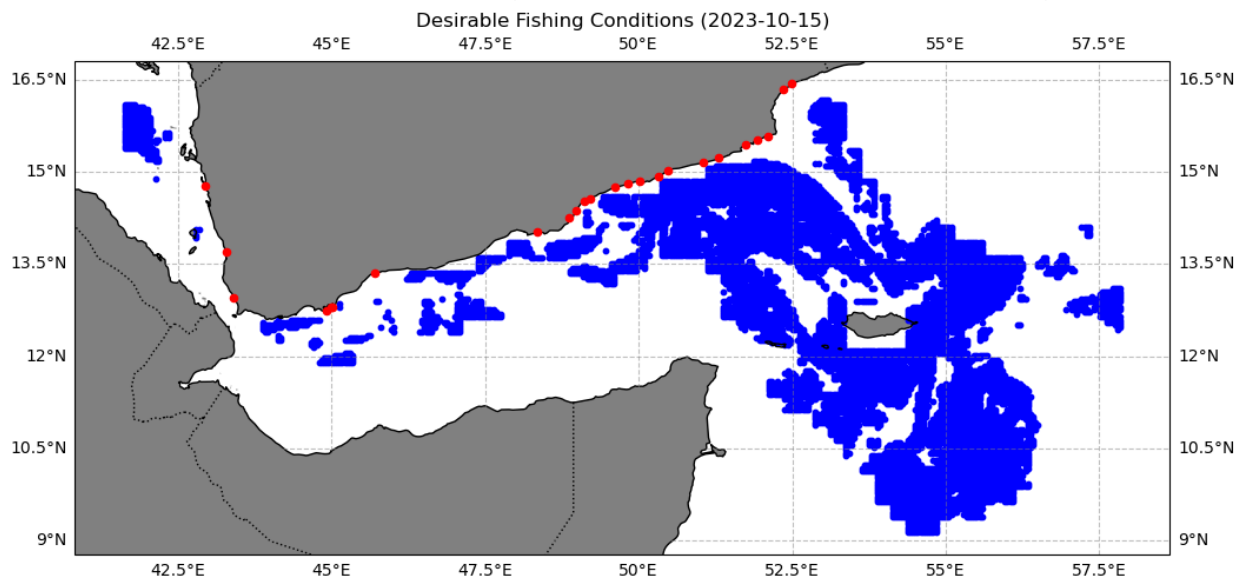 Desirable Fishing Conditions (2023-10-15)
42.5°E 45°E 47.5°E 50°E 52.5°E 55°E 57.5°E
16.5°N 16.5°N
15°N 15°N
13.5°N 13.5°N
12°N 12°N
10.5°N 10.5°N
9°N 9°N
42.5°E 45°E 47.5°E 50°E 52.5°E 55°E 57.5°E